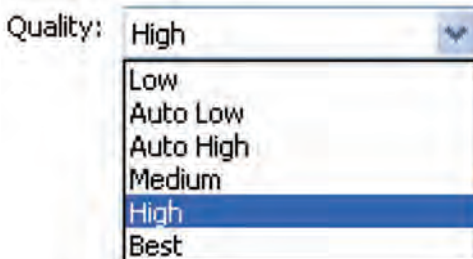 Quality: High
Low
Auto Low
Auto High
Medium
High
Best